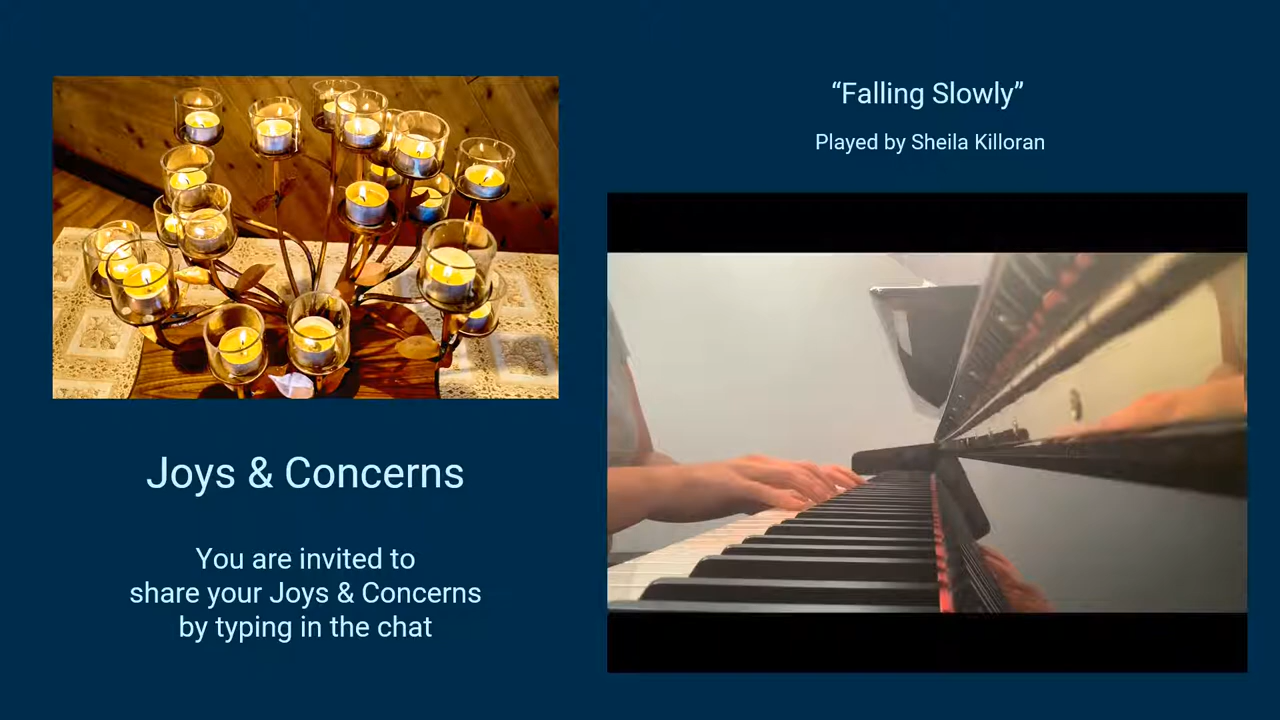 “Falling Slowly”
Played by Sheila Killoran
Joys & Concerns
You are invited to
share your Joys & Concerns
by typing in the chat